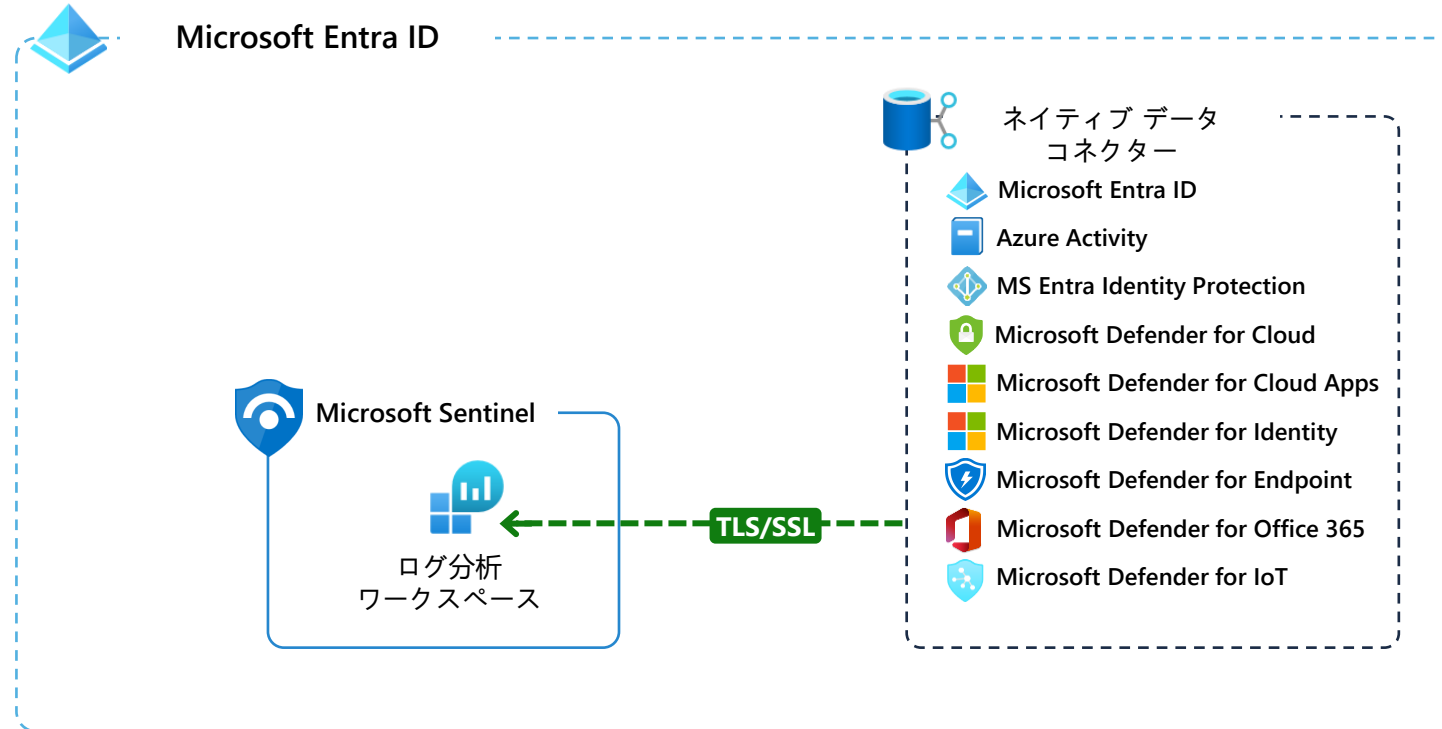 Microsoft Entra ID
ネイティブ データ
コネクター
Microsoft Entra ID
Azure Activity
MS Entra Identity Protection
Microsoft Defender for Cloud
Microsoft Defender for Cloud Apps
Microsoft Defender for Identity
Microsoft Defender for Endpoint
Microsoft Defender for Office 365
Microsoft Defender for IoT
Microsoft Sentinel
ログ分析
ワークスペース
TLS/SSL